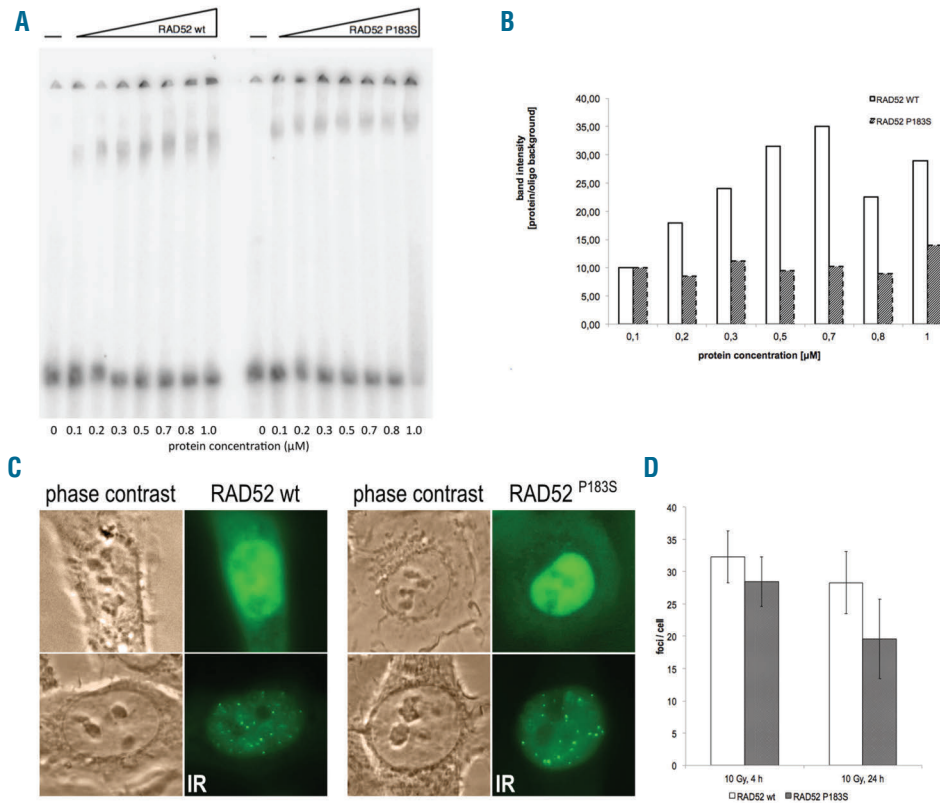 A
RAD52 wt
RAD52 P183S
0 0.1 0.2 0.3 0.5 0.7 0.8 1.0 0 0.1 0.2 0.3 0.5 0.7 0.8 1.0
protein concentration (µM)
B
RAD52 WT
RAD52 P183S
band intensity
[protein/oligo background]
40,00
35,00
30,00
25,00
20,00
15,00
10,00
5,00
0,00
0,1 0,2 0,3 0,5 0,7 0,8 1
protein concentration [µM]
C
phase contrast RAD52 wt phase contrast RAD52 P183S
IR IR
D
foci / cell
40
35
30
25
20
15
10
5
0
10 Gy, 4 h 10 Gy, 24 h
RAD52 wt RAD52 P183S